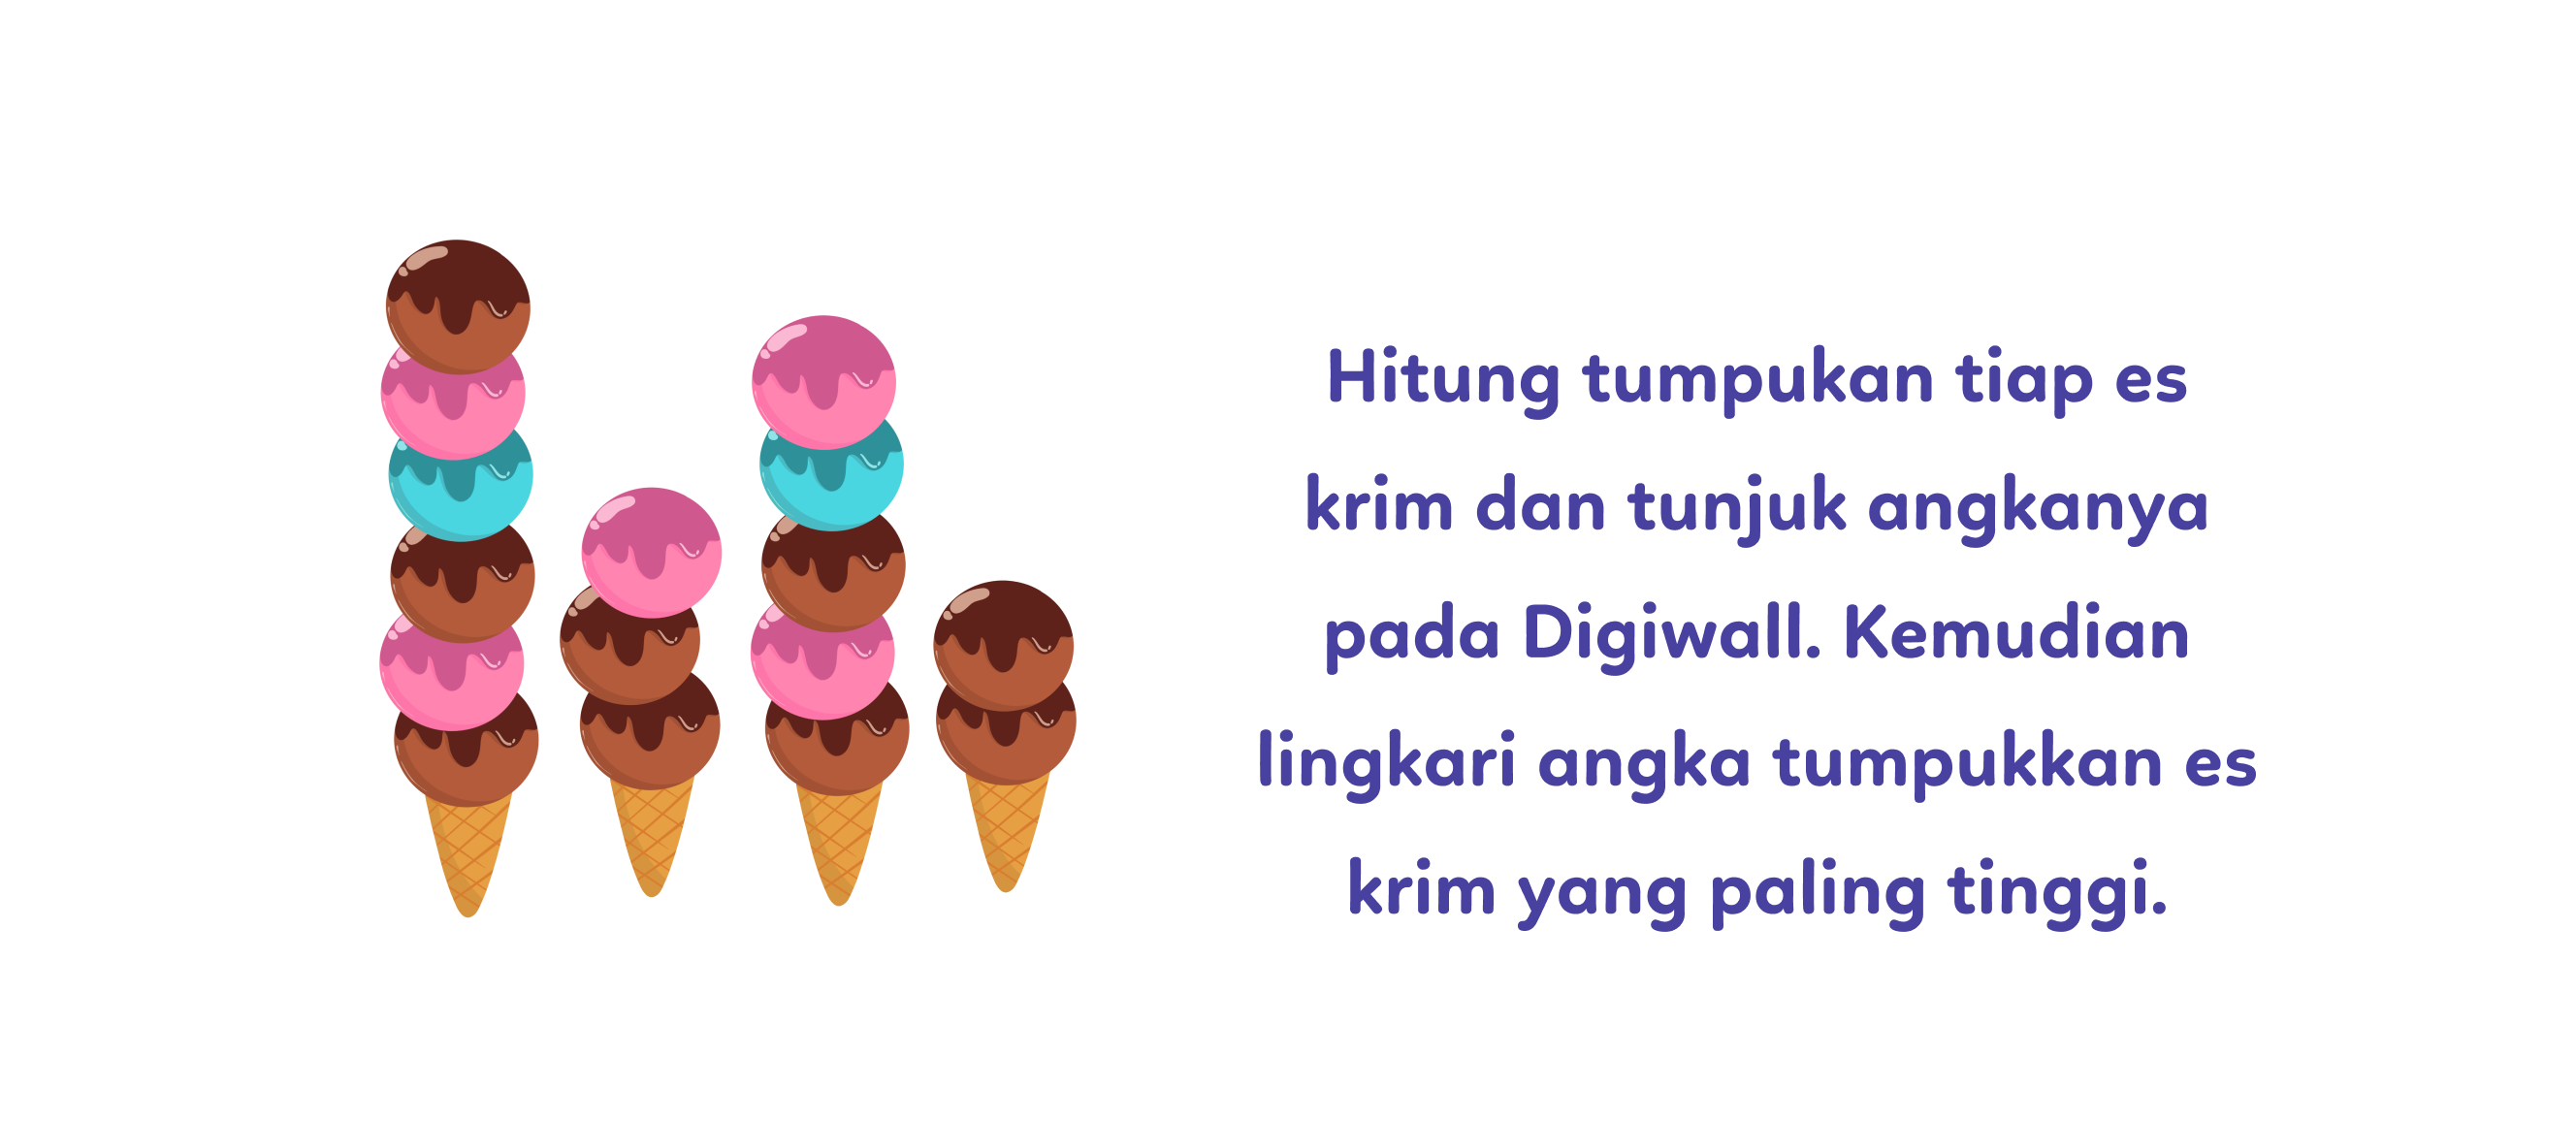 Hitung tumpukan tiap es
krim dan tunjuk angkanya
pada Digiwall. Kemudian
lingkari angka tumpukkan es
krim yang paling tinggi.